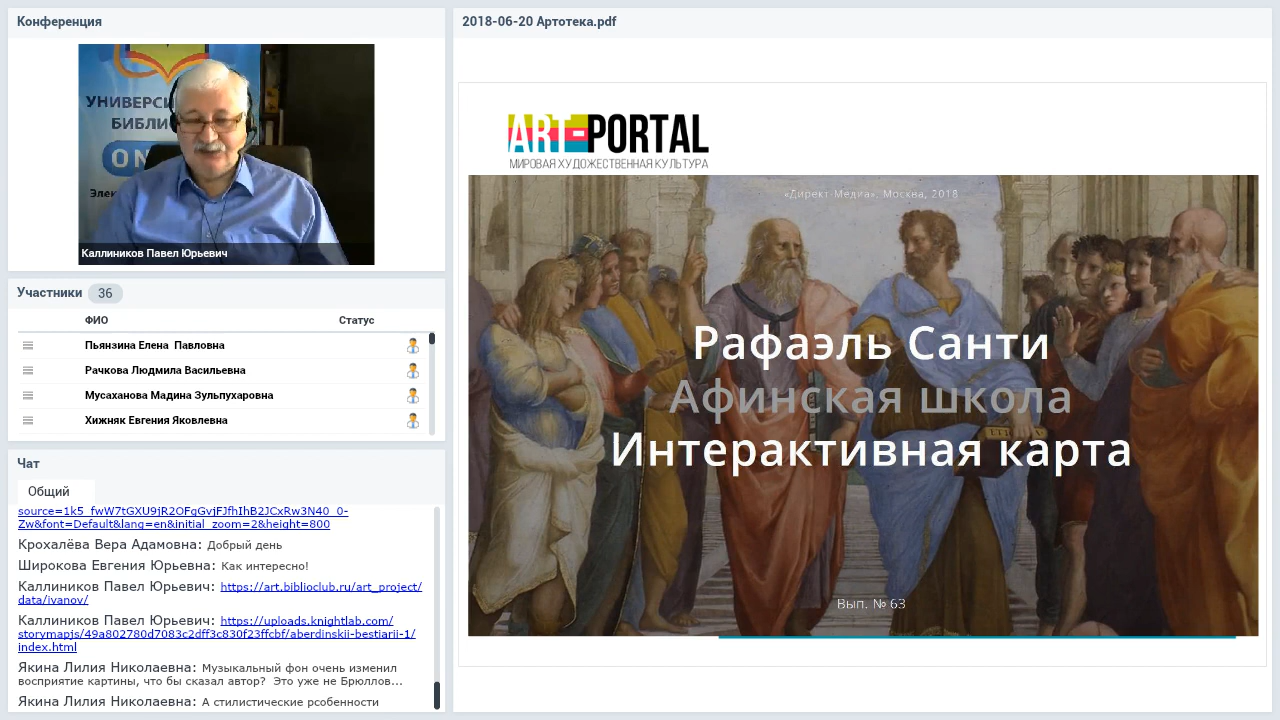 Конференция
УНИВЕРСИ
БИБЛИО
ON
Элек
Каллиников Павел Юрьевич
Участники 36
ФИО Статус
Пьянзина Елена Павловна
Рачкова Людмила Васильевна
Мусаханова Мадина Зульпухаровна
Хижняк Евгения Яковлевна
Чат
Общий
source=1k5_fwW7tGXU9jR2OFgGvjFJfhIhB2JCxRw3N40_0-
Zw&font=Default&lang=en&initial_zoom=2&height=800
Крохалёва Вера Адамовна: Добрый день
Широкова Евгения Юрьевна: Как интересно!
Каллиников Павел Юрьевич: https://art.biblioclub.ru/art_project/
data/ivanov/
Каллиников Павел Юрьевич: https://uploads.knightlab.com/
storymapjs/49a802780d7083c2dff3c830f23ffcbf/aberdinskii-bestiarii-1/
index.html
Якина Лилия Николаевна: Музыкальный фон очень изменил
восприятие картины, что бы сказал автор? Это уже не Брюллов...
Якина Лилия Николаевна: А стилистические рсобенности
2018-06-20 Артотека.pdf
ART-PORTAL
МИРОВАЯ ХУДОЖЕСТВЕННАЯ КУЛЬТУРА
«Директ-Медиа». Москва, 2018
Рафаэль Санти
Афинская школа
Интерактивная карта
Вып. № 63